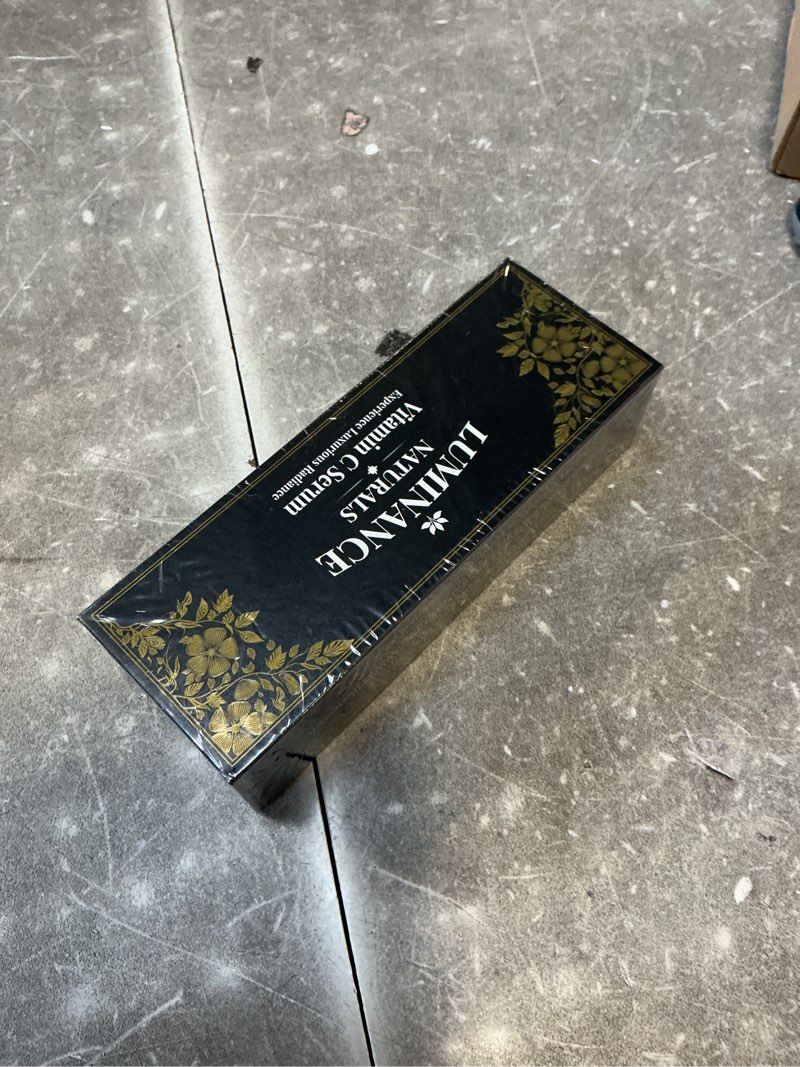 LUMINANCE
NATURALS
Vitamin C Serum
Experience Luxurious Radiance